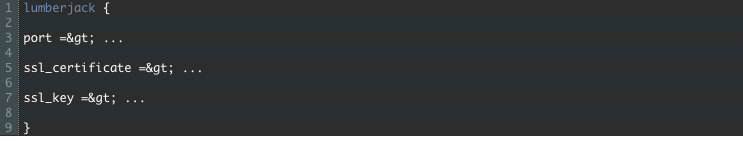 1 lumberjack {
2
3 port =&gt; ...
4
5 ssl_certificate =&gt; ...
6
7 ssl_key =&gt; ...
8
9 }